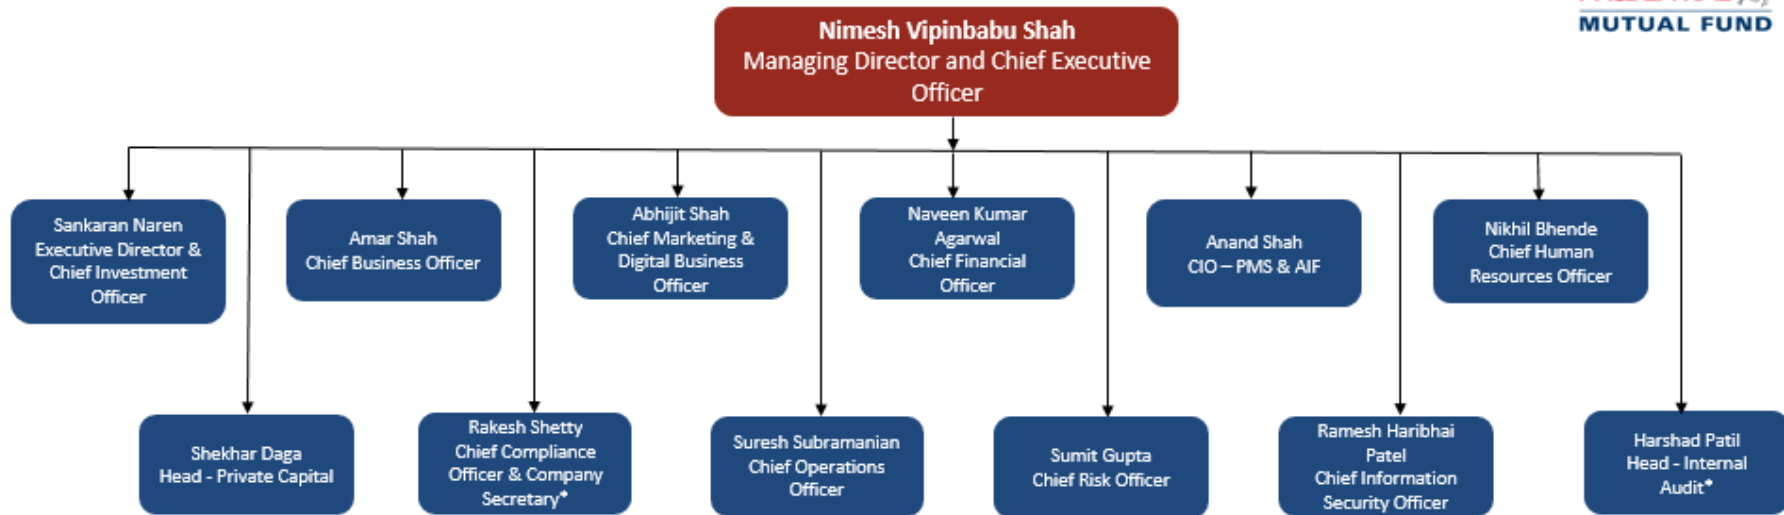 MUTUAL FUND
Nimesh Vipinbabu Shah
Managing Director and Chief Executive
Officer
Sankaran Naren
Executive Director &
Chief Investment
Officer
Amar Shah
Chief Business Officer
Abhijit Shah
Chief Marketing &
Digital Business
Officer
Naveen Kumar
Agarwal
Chief Financial
Officer
Anand Shah
CIO – PMS & AIF
Nikhil Bhende
Chief Human
Resources Officer
Shekhar Daga
Head - Private Capital
Rakesh Shetty
Chief Compliance
Officer & Company
Secretary*
Suresh Subramanian
Chief Operations
Officer
Sumit Gupta
Chief Risk Officer
Ramesh Haribhai
Patel
Chief Information
Security Officer
Harshad Patil
Head - Internal
Audit*